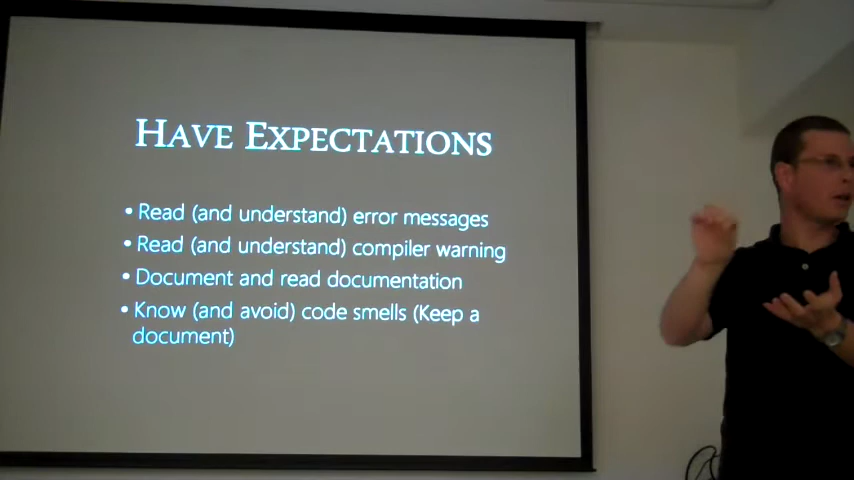 HAVE EXPECTATIONS
• Read (and understand) error messages
• Read (and understand) compiler warning
• Document and read documentation
• Know (and avoid) code smells (Keep a
document)